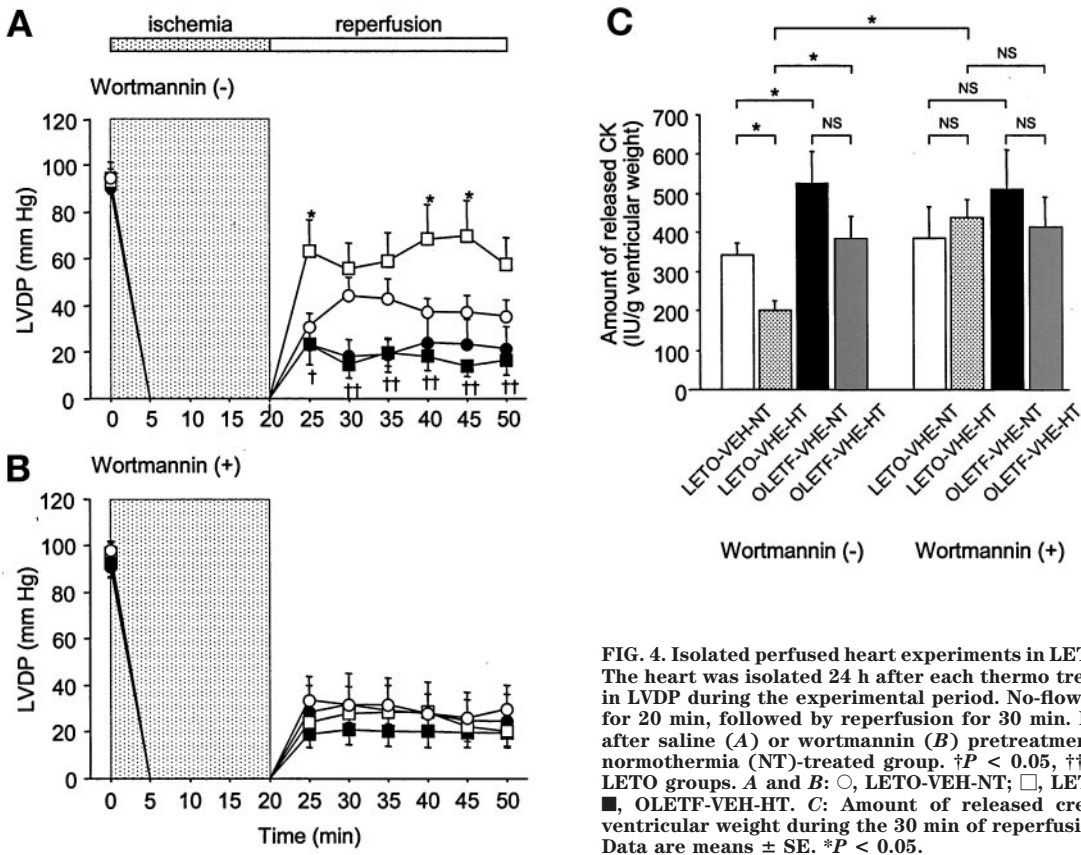 A
ischemia reperfusion
Wortmannin (-)
120
100
80
60
40
20
0
LVDP (mm Hg)
* * *
† †† †† †† †† ††
0 5 10 15 20 25 30 35 40 45 50
B
Wortmannin (+)
120
100
80
60
40
20
0
LVDP (mm Hg)
0 5 10 15 20 25 30 35 40 45 50
Time (min)
C
*
* NS
* NS
* NS NS NS
700
600
500
400
300
200
100
0
Amount of released CK
(IU/g ventricular weight)
LETO-VEH-NT
LETO-VHE-HT
OLETF-VHE-NT
OLETF-VHE-HT
LETO-VHE-NT
LETO-VHE-HT
OLETF-VHE-NT
OLETF-VHE-HT
Wortmannin (-) Wortmannin (+)
FIG. 4. Isolated perfused heart experiments in LET
The heart was isolated 24 h after each thermo tre
in LVDP during the experimental period. No-flow
for 20 min, followed by reperfusion for 30 min.
after saline (A) or wortmannin (B) pretreatmen
normothermia (NT)-treated group. †P < 0.05, ††
LETO groups. A and B: ○, LETO-VEH-NT; □, LET
■, OLETF-VEH-HT. C: Amount of released cre
ventricular weight during the 30 min of reperfusi
Data are means ± SE. *P < 0.05.